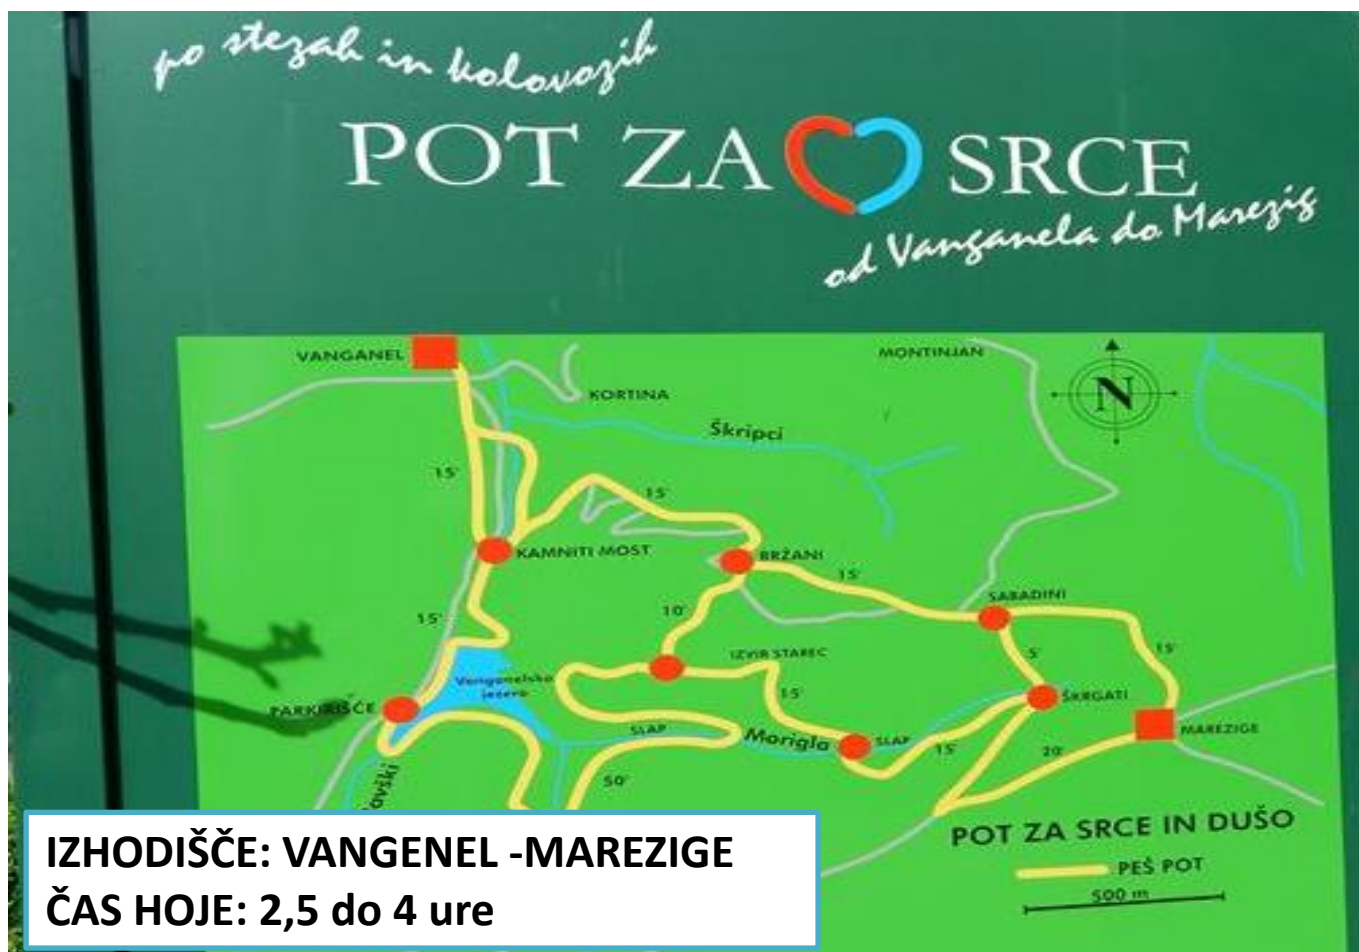 po stezah in kolovozih
POT ZA SRCE
od Vanganela do Marezig
VANGANEL
MONTINJAN
KORTINA
N
Škripci
15'
15'
KAMNITI MOST
BRŽANI
15'
SABADINI
10'
15'
IZVIR STAREC
5'
15'
Vanganelsko
jezero
15'
ŠKRGATI
PARKIRIŠČE
SLAP
Morigla
SLAP
15'
20'
MAREZIGE
50'
POT ZA SRCE IN DUŠO
PEŠ POT
500 m
IZHODIŠČE: VANGENEL -MAREZIGE
ČAS HOJE: 2,5 do 4 ure